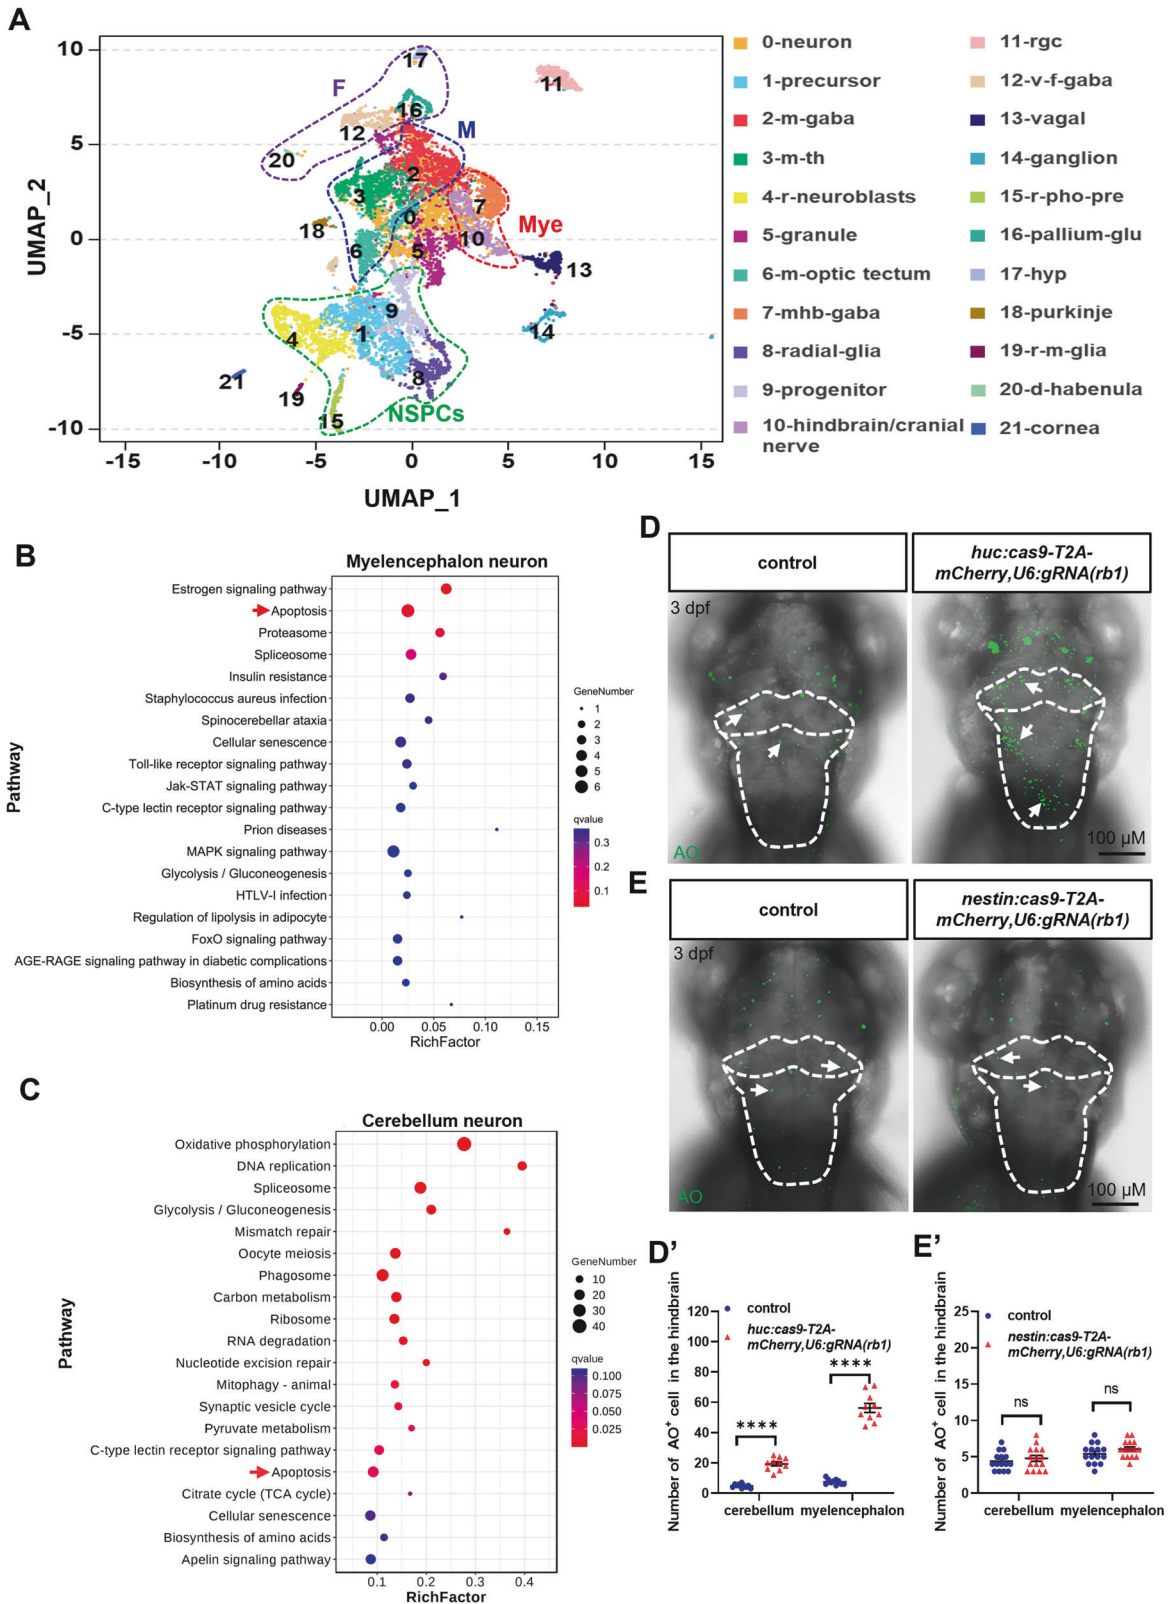 A
UMAP_2
10
5
0
-5
-10
-15
-10
-5
0
5
10
15
UMAP_1
F
M
Mye
NSPCs
17
16
12
20
11
2
3
7
0
18
6
5
10
13
9
14
4
1
8
21
19
15
0-neuron
1-precursor
2-m-gaba
3-m-th
4-r-neuroblasts
5-granule
6-m-optic tectum
7-mhb-gaba
8-radial-glia
9-progenitor
10-hindbrain/cranial
nerve
11-rgc
12-v-f-gaba
13-vagal
14-ganglion
15-r-pho-pre
16-pallium-glu
17-hyp
18-purkinje
19-r-m-glia
20-d-habenula
21-cornea
B
Myelencephalon neuron
Pathway
Estrogen signaling pathway
Apoptosis
Proteasome
Spliceosome
Insulin resistance
Staphylococcus aureus infection
Spinocerebellar ataxia
Cellular senescence
Toll-like receptor signaling pathway
Jak-STAT signaling pathway
C-type lectin receptor signaling pathway
Prion diseases
MAPK signaling pathway
Glycolysis / Gluconeogenesis
HTLV-I infection
Regulation of lipolysis in adipocyte
FoxO signaling pathway
AGE-RAGE signaling pathway in diabetic complications
Biosynthesis of amino acids
Platinum drug resistance
0.00
0.05
0.10
0.15
RichFactor
GeneNumber
1
2
3
4
5
6
qvalue
0.3
0.2
0.1
C
Cerebellum neuron
Pathway
Oxidative phosphorylation
DNA replication
Spliceosome
Glycolysis / Gluconeogenesis
Mismatch repair
Oocyte meiosis
Phagosome
Carbon metabolism
Ribosome
RNA degradation
Nucleotide excision repair
Mitophagy - animal
Synaptic vesicle cycle
Pyruvate metabolism
C-type lectin receptor signaling pathway
Apoptosis
Citrate cycle (TCA cycle)
Cellular senescence
Biosynthesis of amino acids
Apelin signaling pathway
0.1
0.2
0.3
0.4
RichFactor
GeneNumber
10
20
30
40
qvalue
0.100
0.075
0.050
0.025
D
control
huc:cas9-T2A-
mCherry,U6:gRNA(rb1)
3 dpf
AO
100 µM
E
control
nestin:cas9-T2A-
mCherry,U6:gRNA(rb1)
3 dpf
AO
100 µM
D'
Number of AO+ cell in the hindbrain
120
100
80
60
40
20
0
control
huc:cas9-T2A-
mCherry,U6:gRNA(rb1)
****
****
cerebellum
myelencephalon
E'
Number of AO+ cell in the hindbrain
25
20
15
10
5
0
control
nestin:cas9-T2A-
mCherry,U6:gRNA(rb1)
ns
ns
cerebellum
myelencephalon